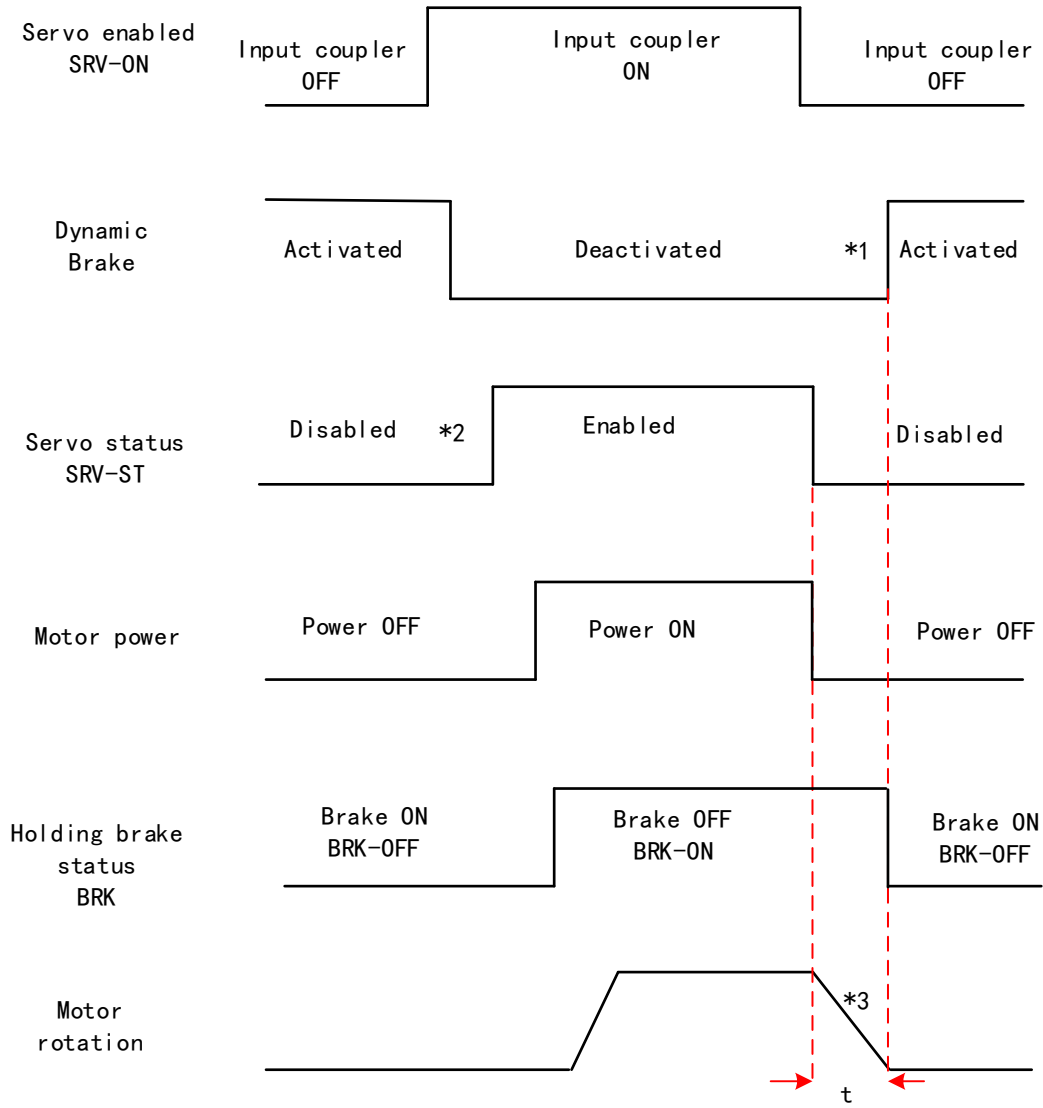 Servo enabled
SRV-ON
Input coupler
OFF
Input coupler
ON
Input coupler
OFF
Dynamic
Brake
Activated
Deactivated
*1
Activated
Servo status
SRV-ST
Disabled
*2
Enabled
Disabled
Motor power
Power OFF
Power ON
Power OFF
Holding brake
status
BRK
Brake ON
BRK-OFF
Brake OFF
BRK-ON
Brake ON
BRK-OFF
Motor
rotation
*3
t